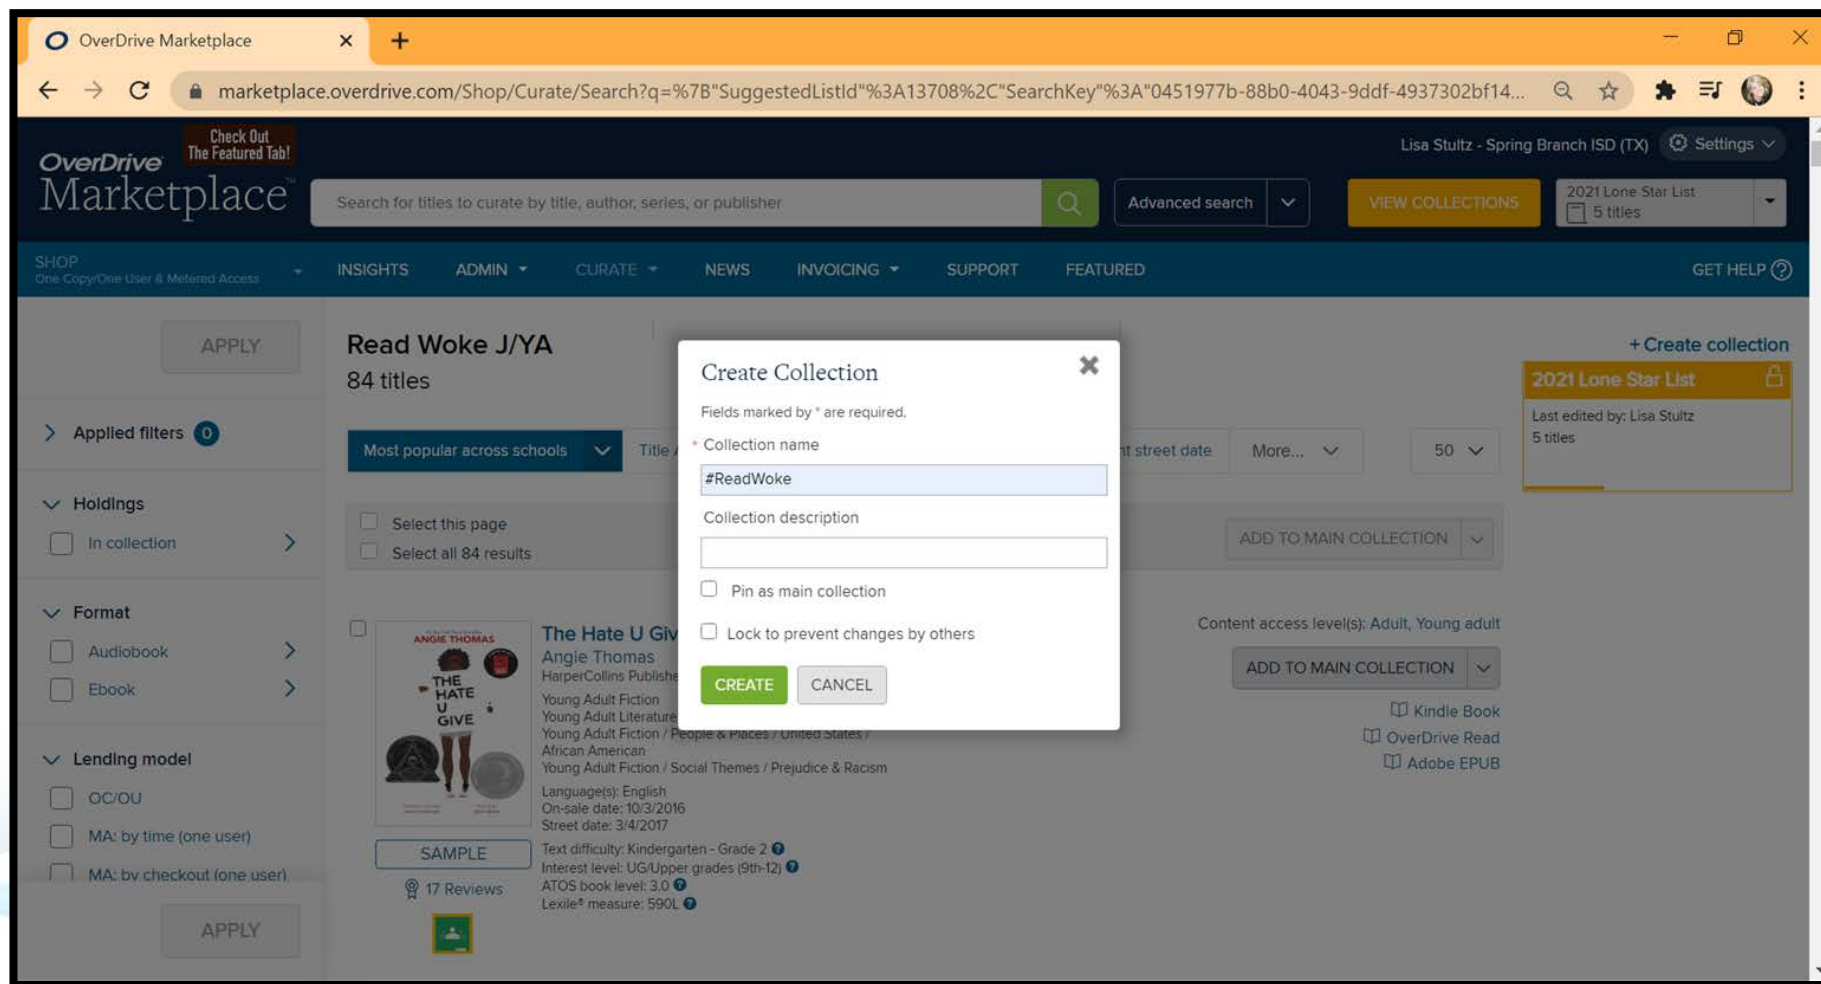 OverDrive Marketplace
marketplace.overdrive.com/Shop/Curate/Search?q=%7B"SuggestedListId"%3A13708%2C"SearchKey"%3A"0451977b-88b0-4043-9ddf-4937302bf14...
Check Out
The Featured Tab!
OverDrive
Marketplace™
Lisa Stultz - Spring Branch ISD (TX)
Settings
Search for titles to curate by title, author, series, or publisher
Advanced search
VIEW COLLECTIONS
2021 Lone Star List
5 titles
SHOP
One Copy/One User & Metered Access
INSIGHTS
ADMIN
CURATE
NEWS
INVOICING
SUPPORT
FEATURED
GET HELP
APPLY
Applied filters 0
Holdings
In collection
Format
Audiobook
Ebook
Lending model
OC/OU
MA: by time (one user)
MA: by checkout (one user)
APPLY
Read Woke J/YA
84 titles
Most popular across schools
Title
street date
More...
50
Select this page
Select all 84 results
ADD TO MAIN COLLECTION
Create Collection
Fields marked by * are required.
* Collection name
#ReadWoke
Collection description
Pin as main collection
Lock to prevent changes by others
CREATE
CANCEL
+ Create collection
2021 Lone Star List
Last edited by: Lisa Stultz
5 titles
ANGIE THOMAS
THE
HATE
U
GIVE
SAMPLE
17 Reviews
The Hate U Giv
Angie Thomas
HarperCollins Publishe
Young Adult Fiction
Young Adult Literature
Young Adult Fiction / People & Places / United States /
African American
Young Adult Fiction / Social Themes / Prejudice & Racism
Language(s): English
On-sale date: 10/3/2016
Street date: 3/4/2017
Text difficulty: Kindergarten - Grade 2
Interest level: UG/Upper grades (9th-12)
ATOS book level: 3.0
Lexile® measure: 590L
Content access level(s): Adult, Young adult
ADD TO MAIN COLLECTION
Kindle Book
OverDrive Read
Adobe EPUB